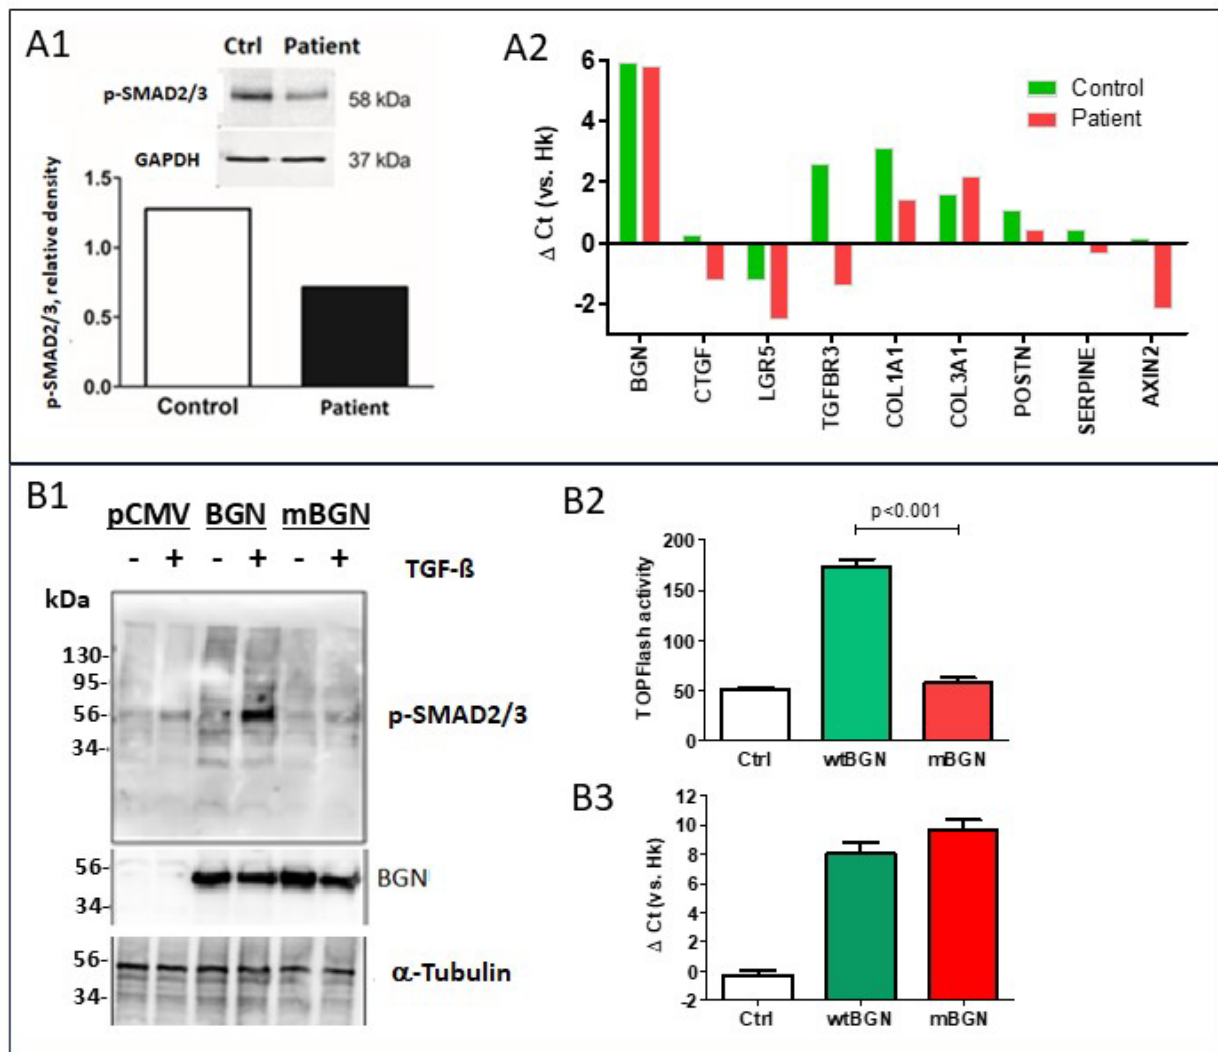 A1
Ctrl Patient
p-SMAD2/3
58 kDa
GAPDH
37 kDa
p-SMAD2/3, relative density
1.5
1.0
0.5
0.0
Control
Patient
A2
Δ Ct (vs. Hk)
6
4
2
0
-2
Control
Patient
BGN
CTGF
LGR5
TGFBR3
COL1A1
COL3A1
POSTN
SERPINE
AXIN2
B1
pCMV BGN mBGN
- + - + - +
TGF-ß
kDa
130-
95-
56-
34-
p-SMAD2/3
56-
34-
BGN
56-
34-
α-Tubulin
B2
p<0.001
TOPFlash activity
200
150
100
50
0
Ctrl wtBGN mBGN
B3
Δ Ct (vs. Hk)
12
10
8
6
4
2
0
-2
Ctrl wtBGN mBGN